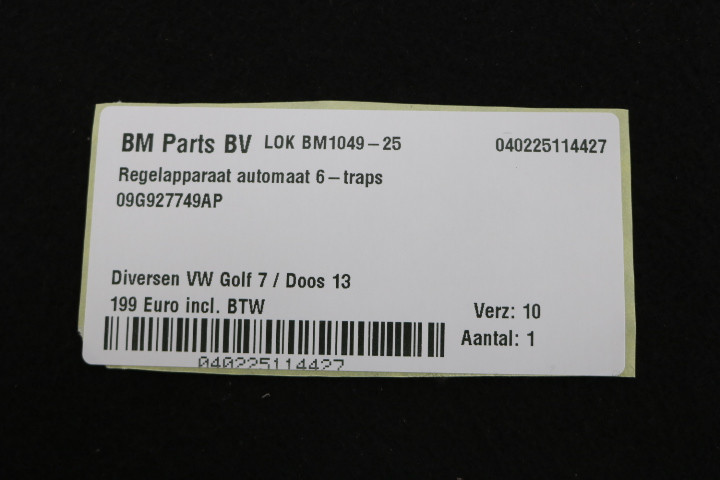 BM Parts BV LOK BM1049-25 040225114427
Regelapparaat automaat 6-traps
09G927749AP
Diversen VW Golf 7 / Doos 13
199 Euro incl. BTW Verz: 10
Aantal: 1
040225114427